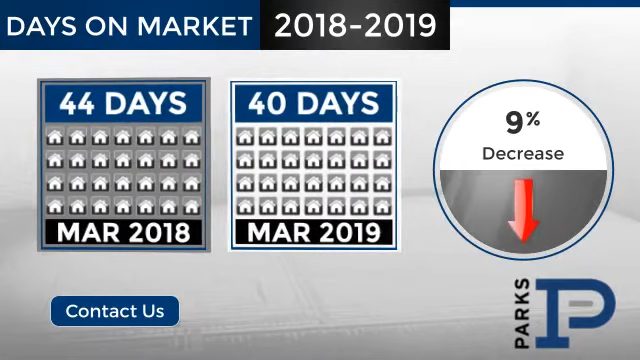 DAYS ON MARKET 2018-2019
44 DAYS
MAR 2018
40 DAYS
MAR 2019
9%
Decrease
Contact Us
PARKS
P